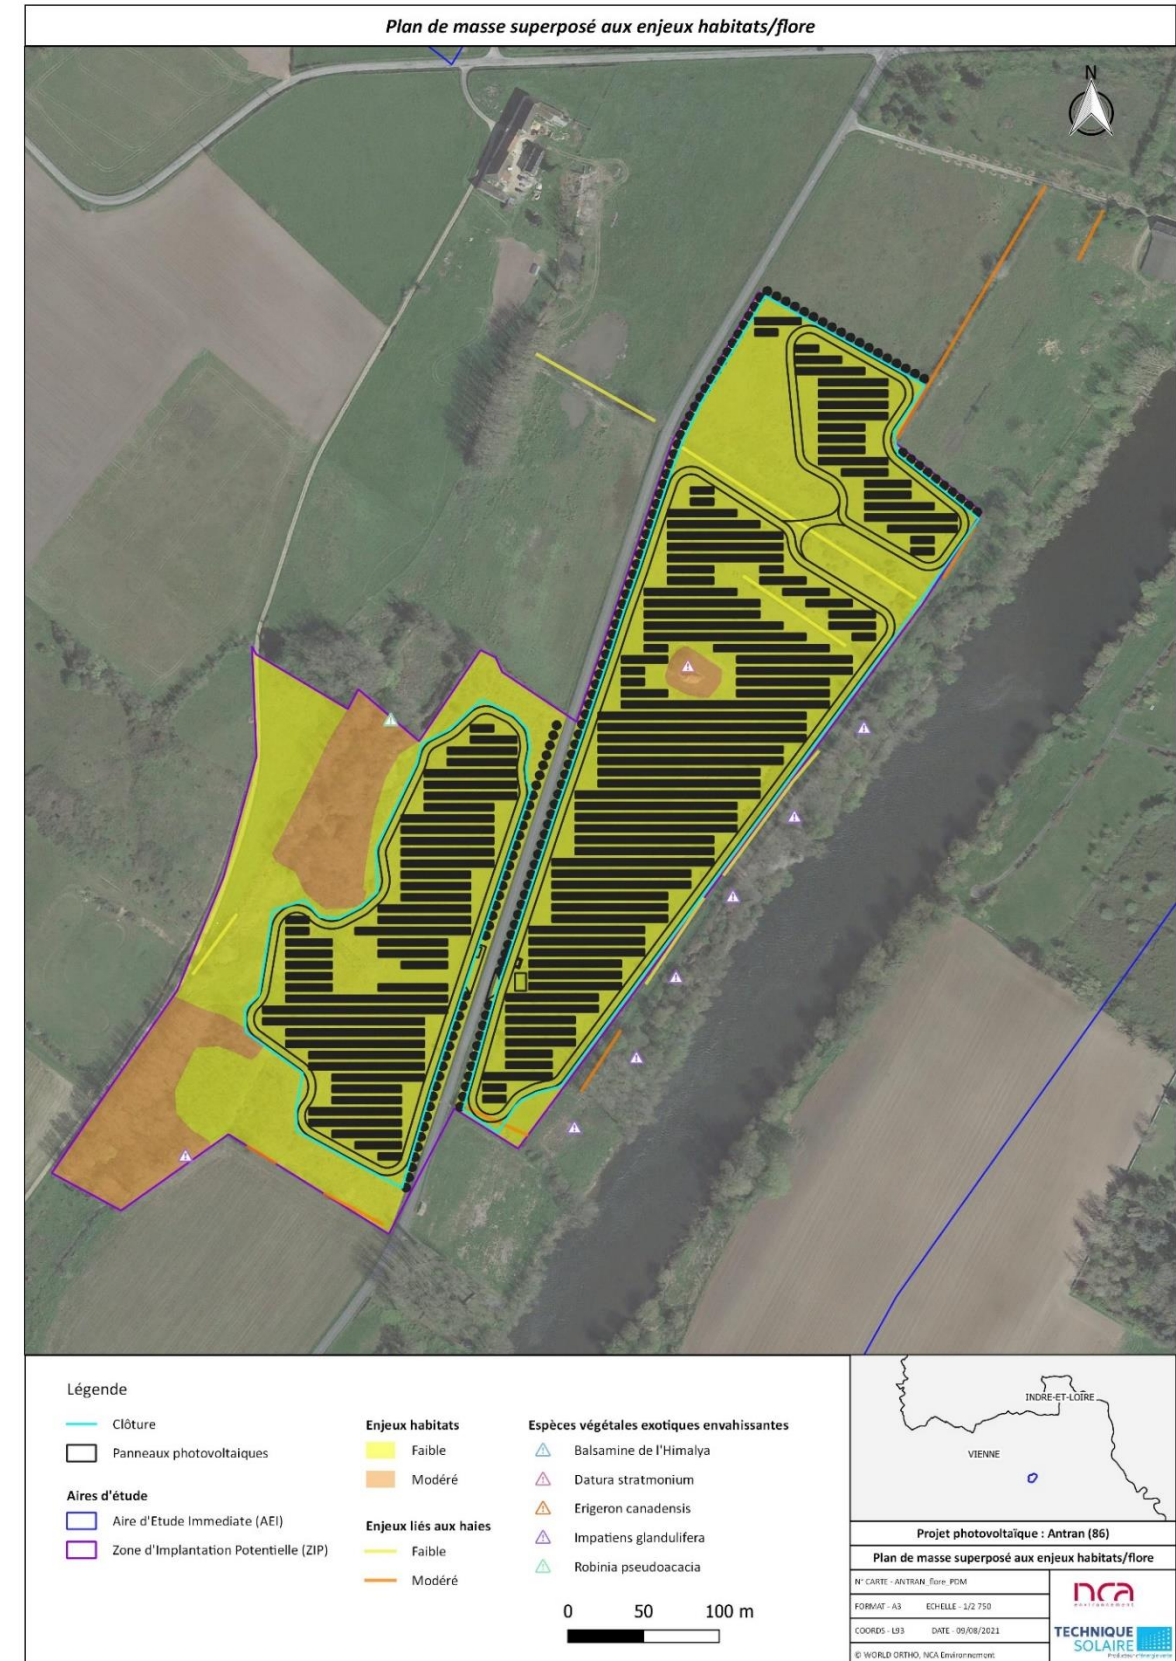 Plan de masse superposé aux enjeux habitats/flore
N
Légende
Clôture
Panneaux photovoltaiques
Aires d'étude
Aire d'Etude Immediate (AEI)
Zone d'Implantation Potentielle (ZIP)
Enjeux habitats
Faible
Modéré
Enjeux liés aux haies
Faible
Modéré
Espèces végétales exotiques envahissantes
Balsamine de l'Himalya
Datura stratmonium
Erigeron canadensis
Impatiens glandulifera
Robinia pseudoacacia
0 50 100 m
INDRE-ET-LOIRE
VIENNE
Projet photovoltaïque : Antran (86)
Plan de masse superposé aux enjeux habitats/flore
N° CARTE - ANTRAN_flore_PDM
FORMAT - A3 ECHELLE - 1/2 750
COORDS - L93 DATE - 09/08/2021
© WORLD ORTHO, NCA Environnement
nca
environnement
TECHNIQUE
SOLAIRE